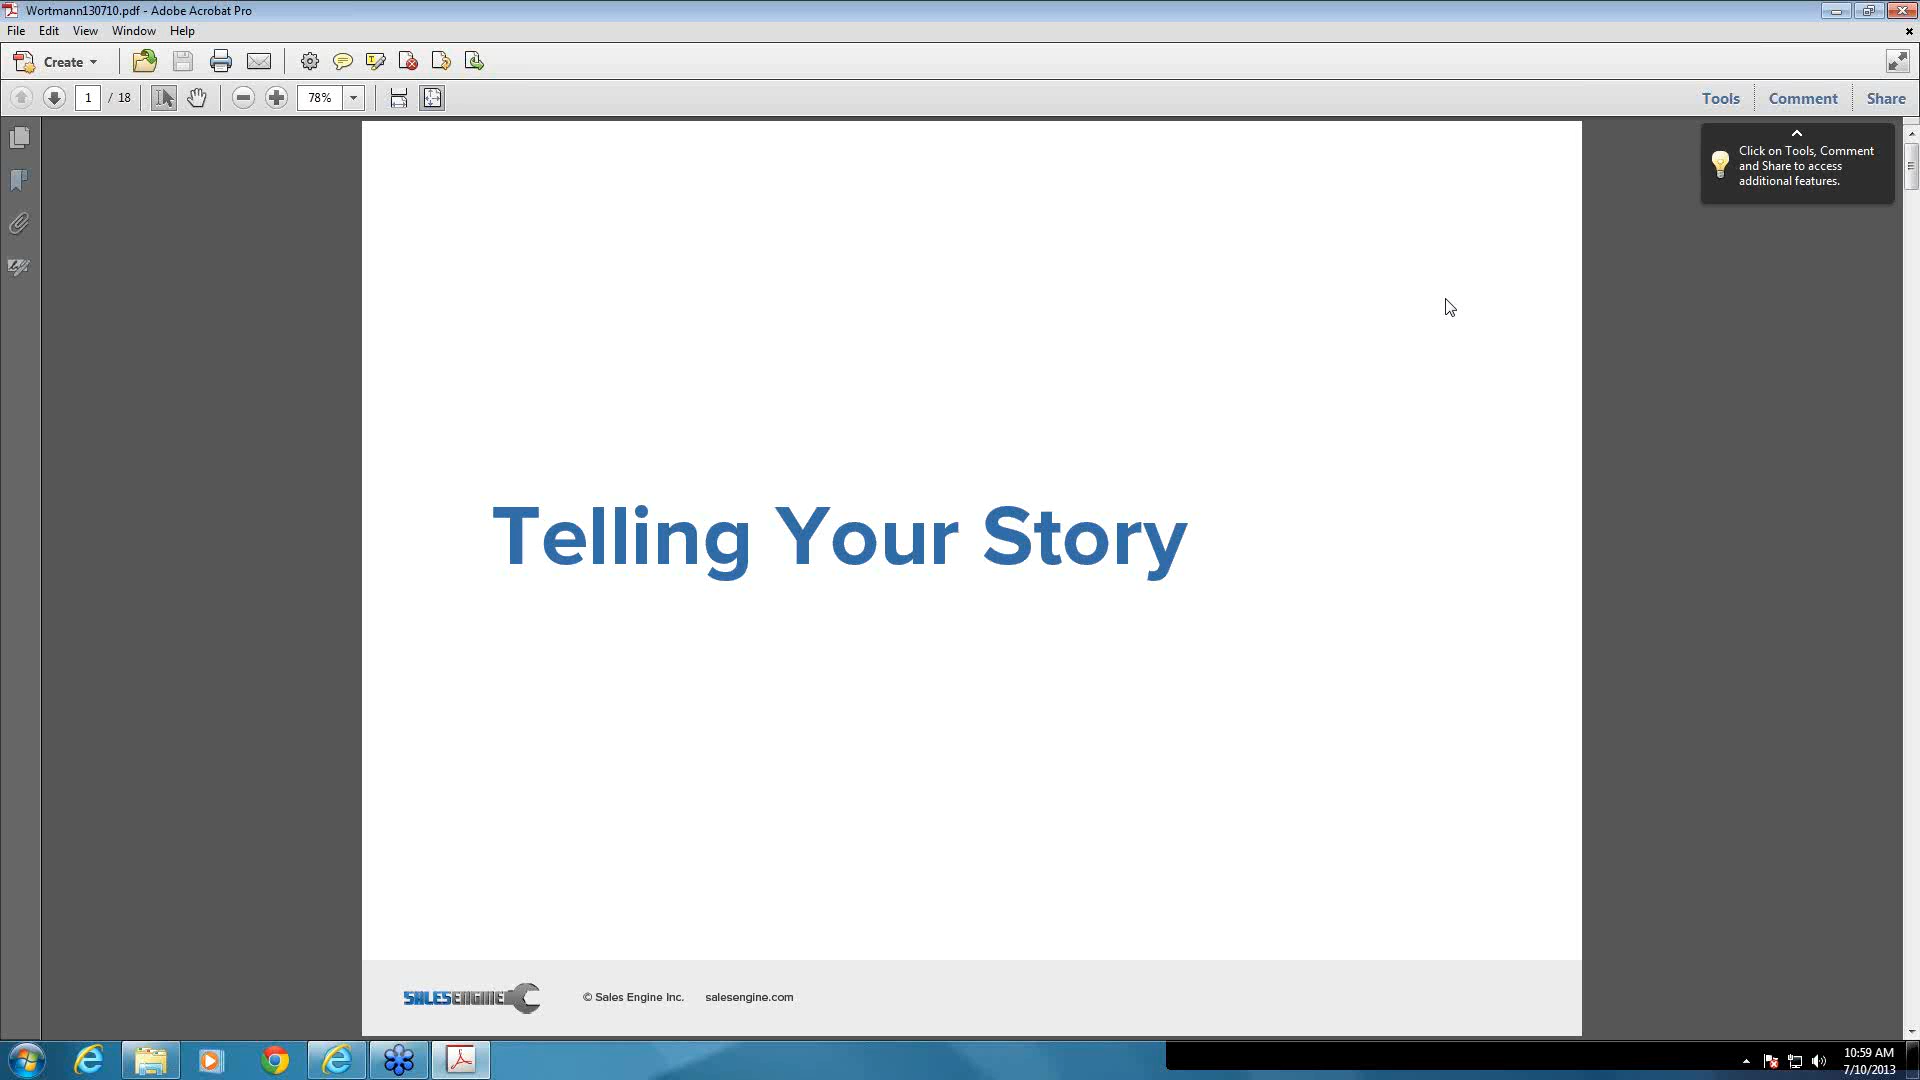 Wortmann130710.pdf - Adobe Acrobat Pro
File Edit View Window Help
Create
1 / 18 78% Tools Comment Share
Click on Tools, Comment
and Share to access
additional features.
Telling Your Story
SALESENGINE © Sales Engine Inc. salesengine.com
10:59 AM
7/10/2013